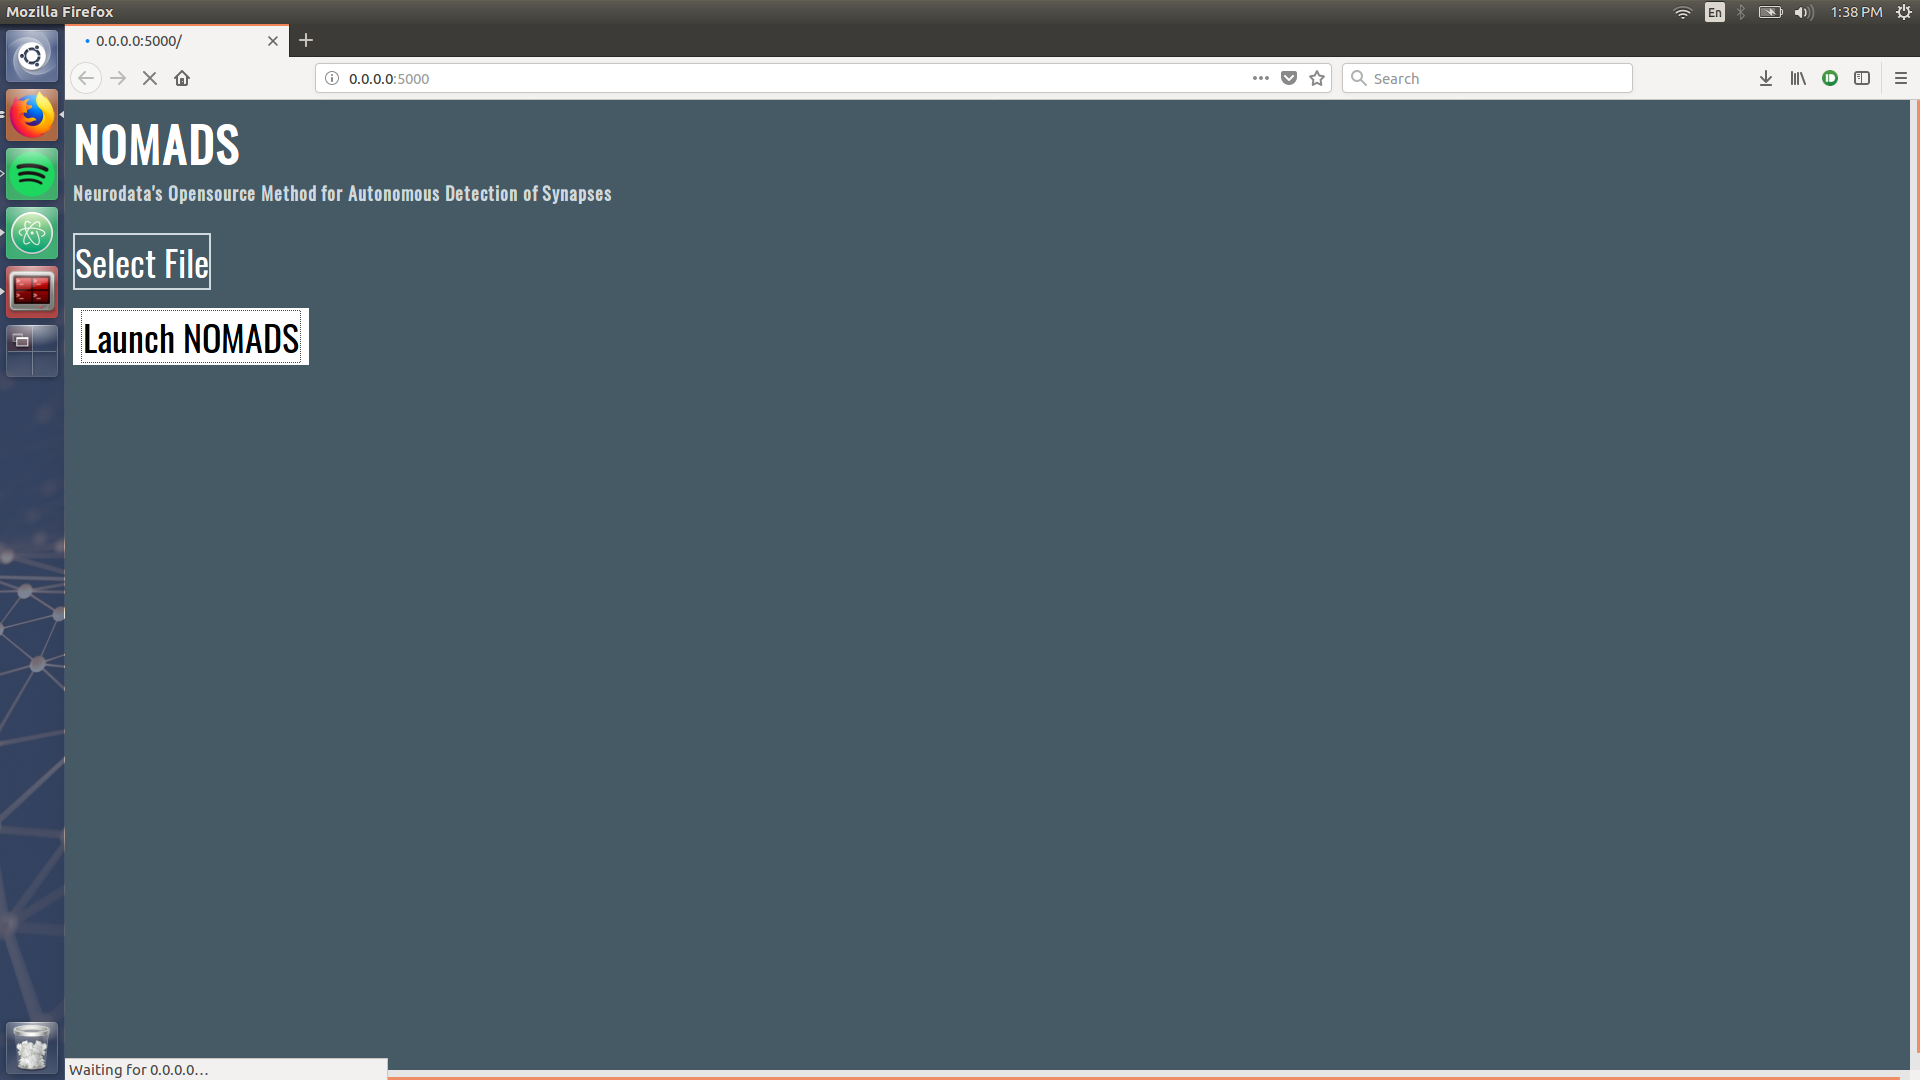 Mozilla Firefox
En
1:38 PM
0.0.0.0:5000/
0.0.0.0:5000
Search
NOMADS
Neurodata's Opensource Method for Autonomous Detection of Synapses
Select File
Launch NOMADS
Waiting for 0.0.0.0…